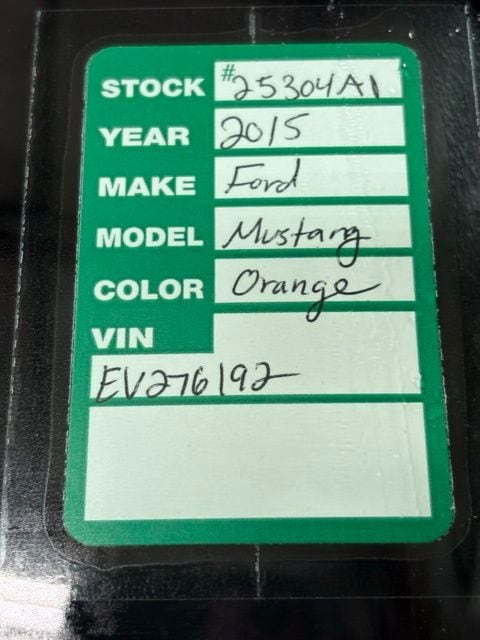 STOCK #25304A1
YEAR 2015
MAKE Ford
MODEL Mustang
COLOR Orange
VIN
EV276192